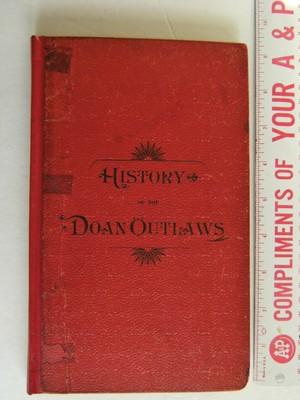 HISTORY
OF THE
DOAN OUTLAWS
COMPLIMENTS OF YOUR A & P
A&P